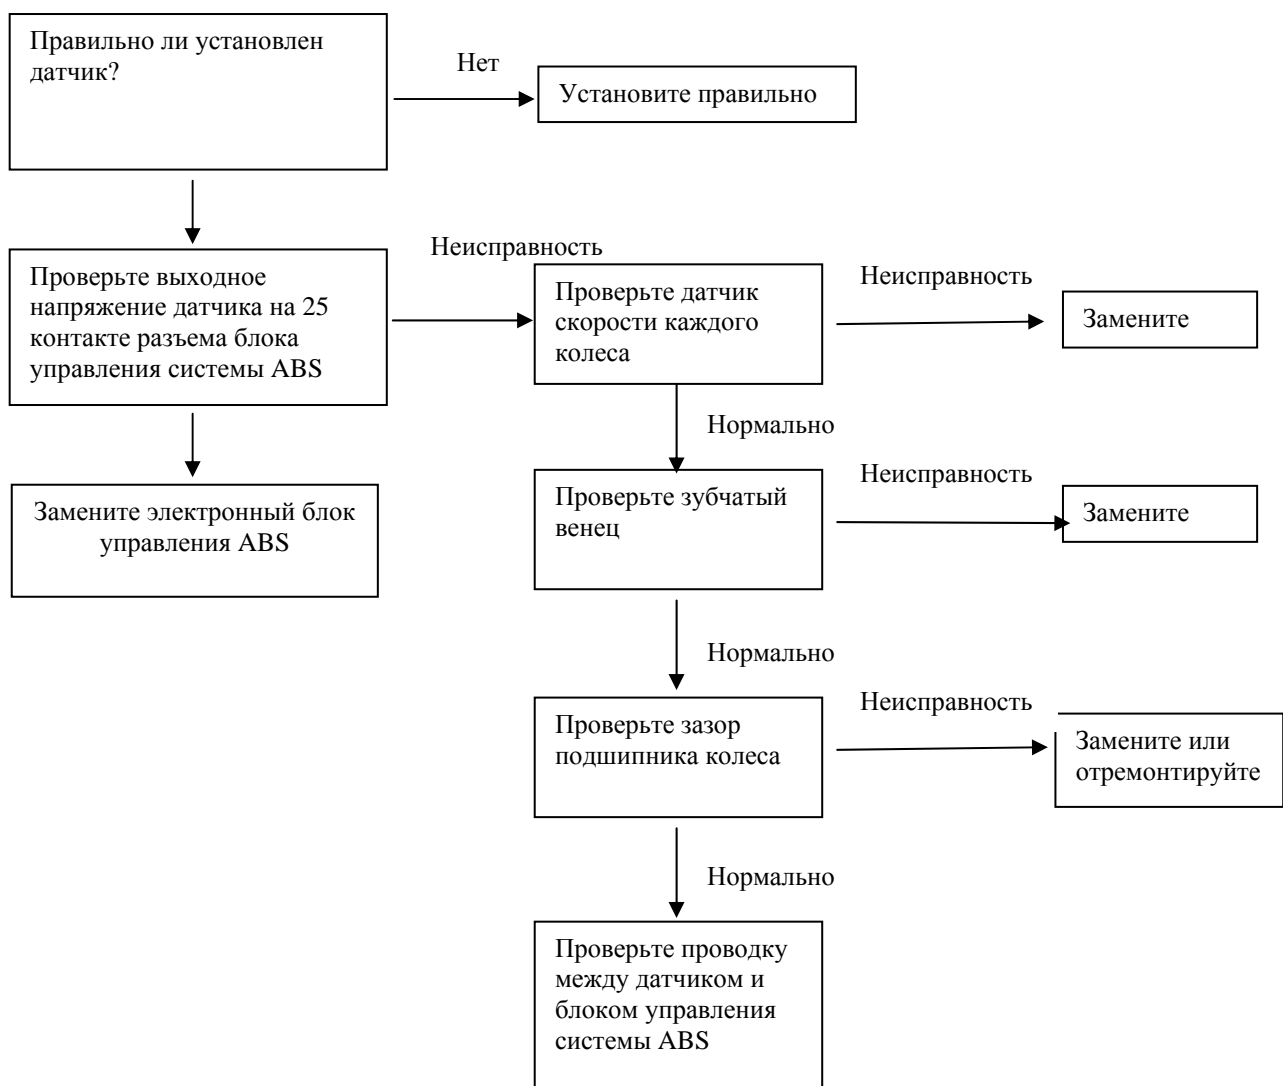 Правильно ли установлен
датчик?
Нет
Установите правильно
Неисправность
Проверьте выходное
напряжение датчика на 25
контакте разъема блока
управления системы ABS
Проверьте датчик
скорости каждого
колеса
Неисправность
Замените
Нормально
Замените электронный блок
управления ABS
Проверьте зубчатый
венец
Неисправность
Замените
Нормально
Проверьте зазор
подшипника колеса
Неисправность
Замените или
отремонтируйте
Нормально
Проверьте проводку
между датчиком и
блоком управления
системы ABS